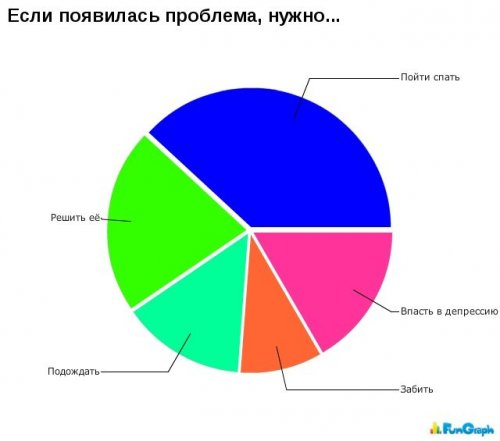 Если появилась проблема, нужно...
Пойти спать
Решить её
Впасть в депрессию
Подождать
Забить
FunGraph